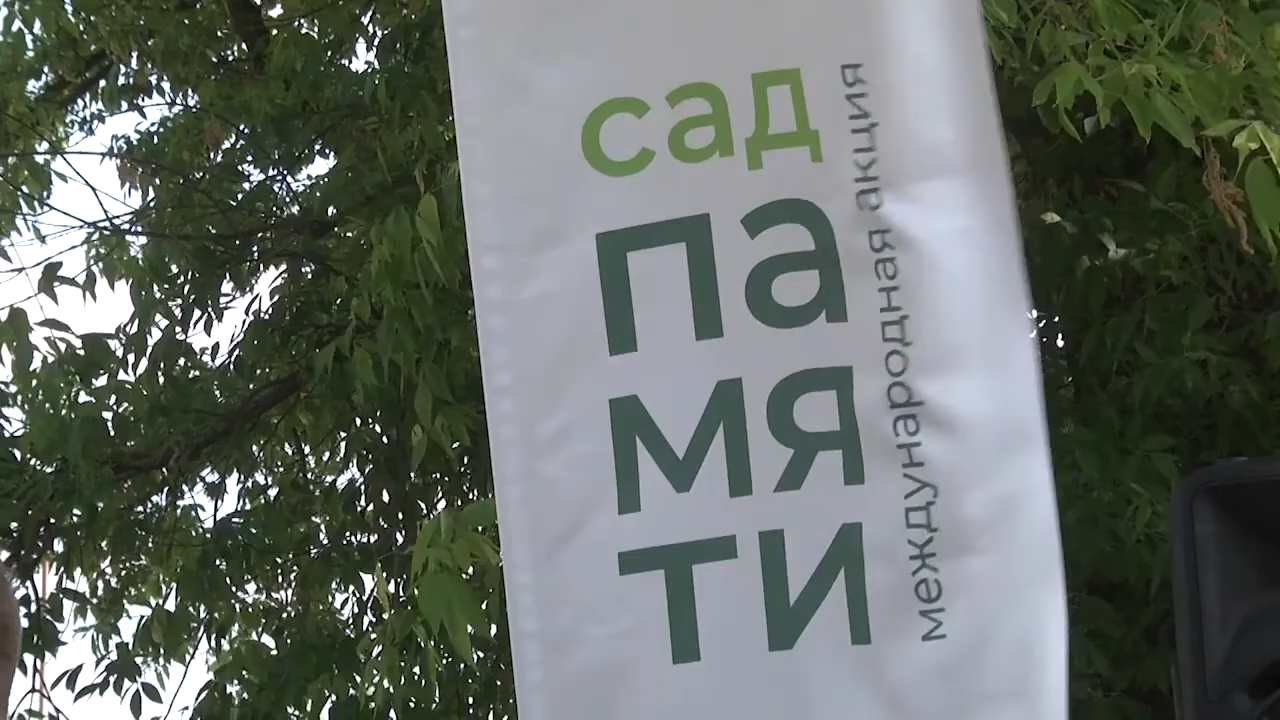 сад
па
мя
ти
международная акция